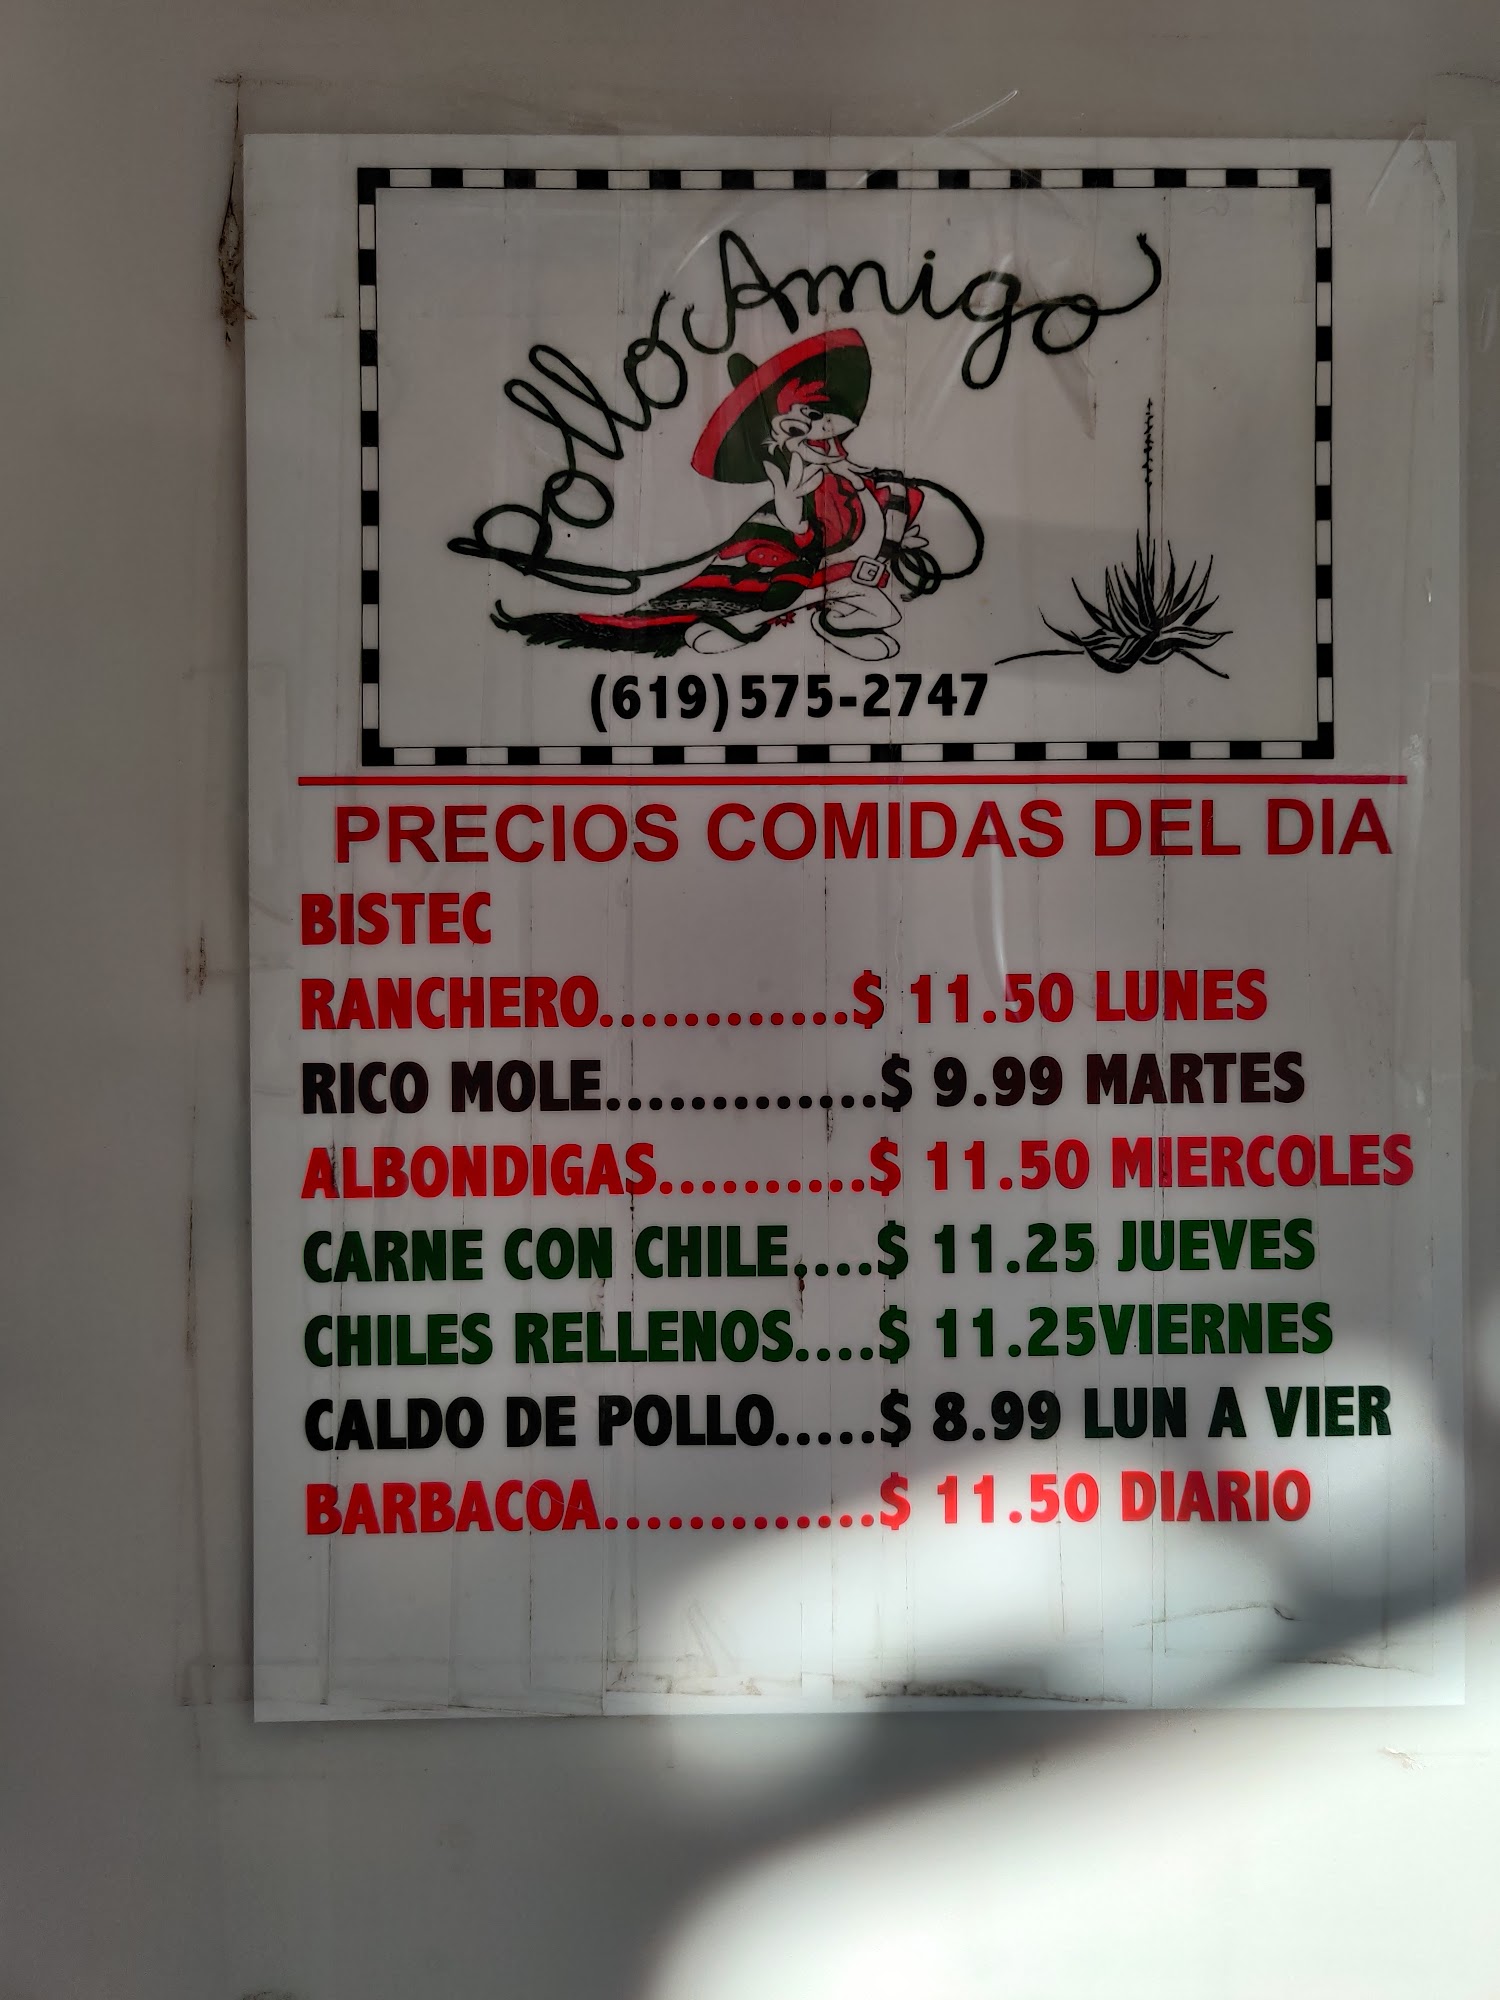 Pollo Amigo
(619)575-2747
PRECIOS COMIDAS DEL DIA
BISTEC
RANCHERO............$ 11.50 LUNES
RICO MOLE.............$ 9.99 MARTES
ALBONDIGAS..........$ 11.50 MIERCOLES
CARNE CON CHILE....$ 11.25 JUEVES
CHILES RELLENOS....$ 11.25VIERNES
CALDO DE POLLO.....$ 8.99 LUN A VIER
BARBACOA.............$ 11.50 DIARIO